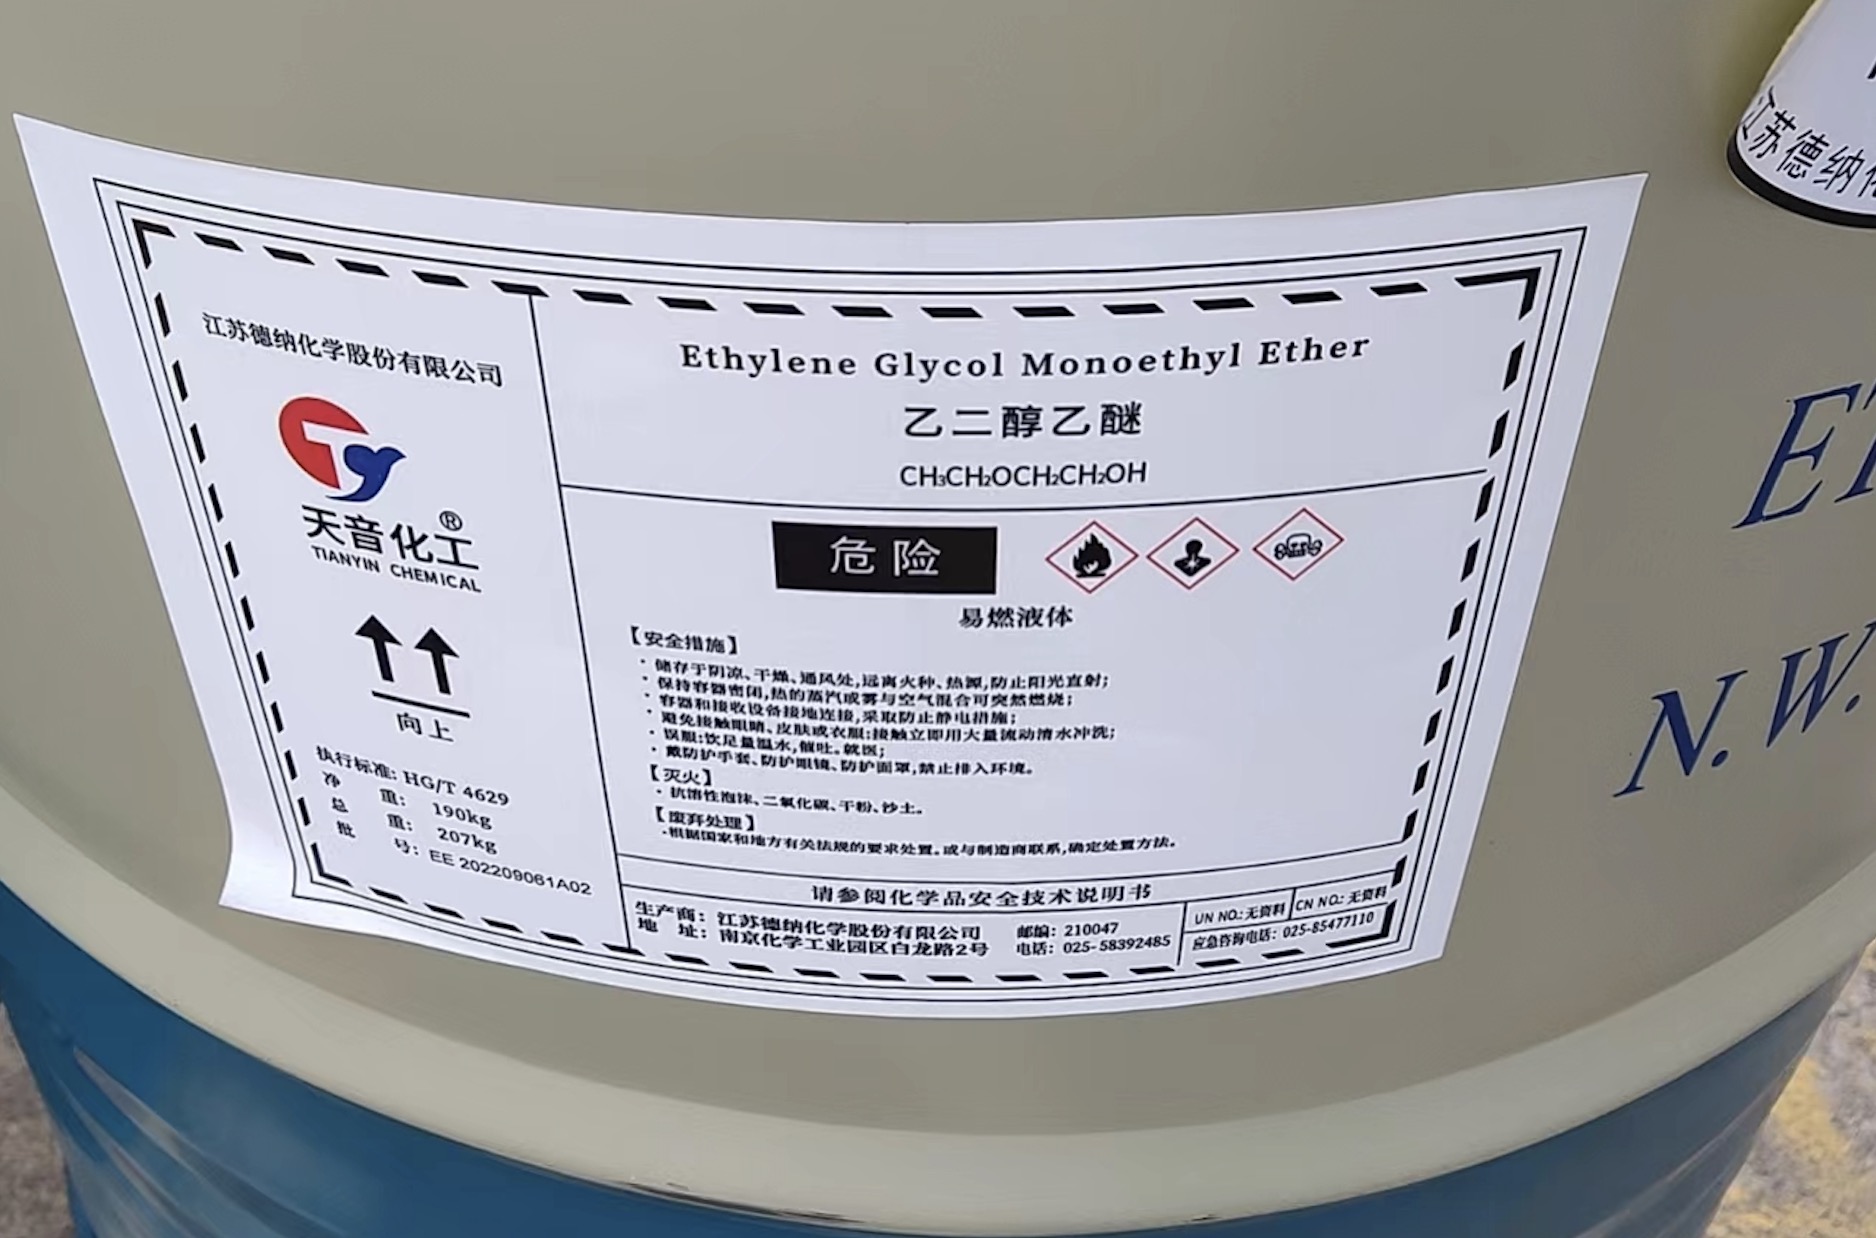 江苏德纳化学股份有限公司
天音化工®
TIANYIN CHEMICAL
向上
执行标准: HG/T 4629
净 重: 190kg
总 重: 207kg
批 号: EE 202209061A02
Ethylene Glycol Monoethyl Ether
乙二醇乙醚
CH₃CH₂OCH₂CH₂OH
危险
易燃液体
【安全措施】
· 储存于阴凉、干燥、通风处,远离火种、热源,防止阳光直射;
· 保持容器密闭,热的蒸汽或雾与空气混合可突然燃烧;
· 容器和接收设备接地连接,采取防止静电措施;
· 避免接触眼睛、皮肤或衣服:接触立即用大量流动清水冲洗;
· 误服:饮足量温水,催吐。就医;
· 戴防护手套、防护眼镜、防护面罩,禁止排入环境。
【灭火】
· 抗溶性泡沫、二氧化碳、干粉、沙土。
【废弃处理】
·根据国家和地方有关法规的要求处置。或与制造商联系,确定处置方法。
请参阅化学品安全技术说明书
生产商: 江苏德纳化学股份有限公司 邮编: 210047
地 址: 南京化学工业园区白龙路2号 电话: 025-58392485
UN NO.: 无资料 CN NO.: 无资料
应急咨询电话: 025-85477110
江苏德纳
N.W.